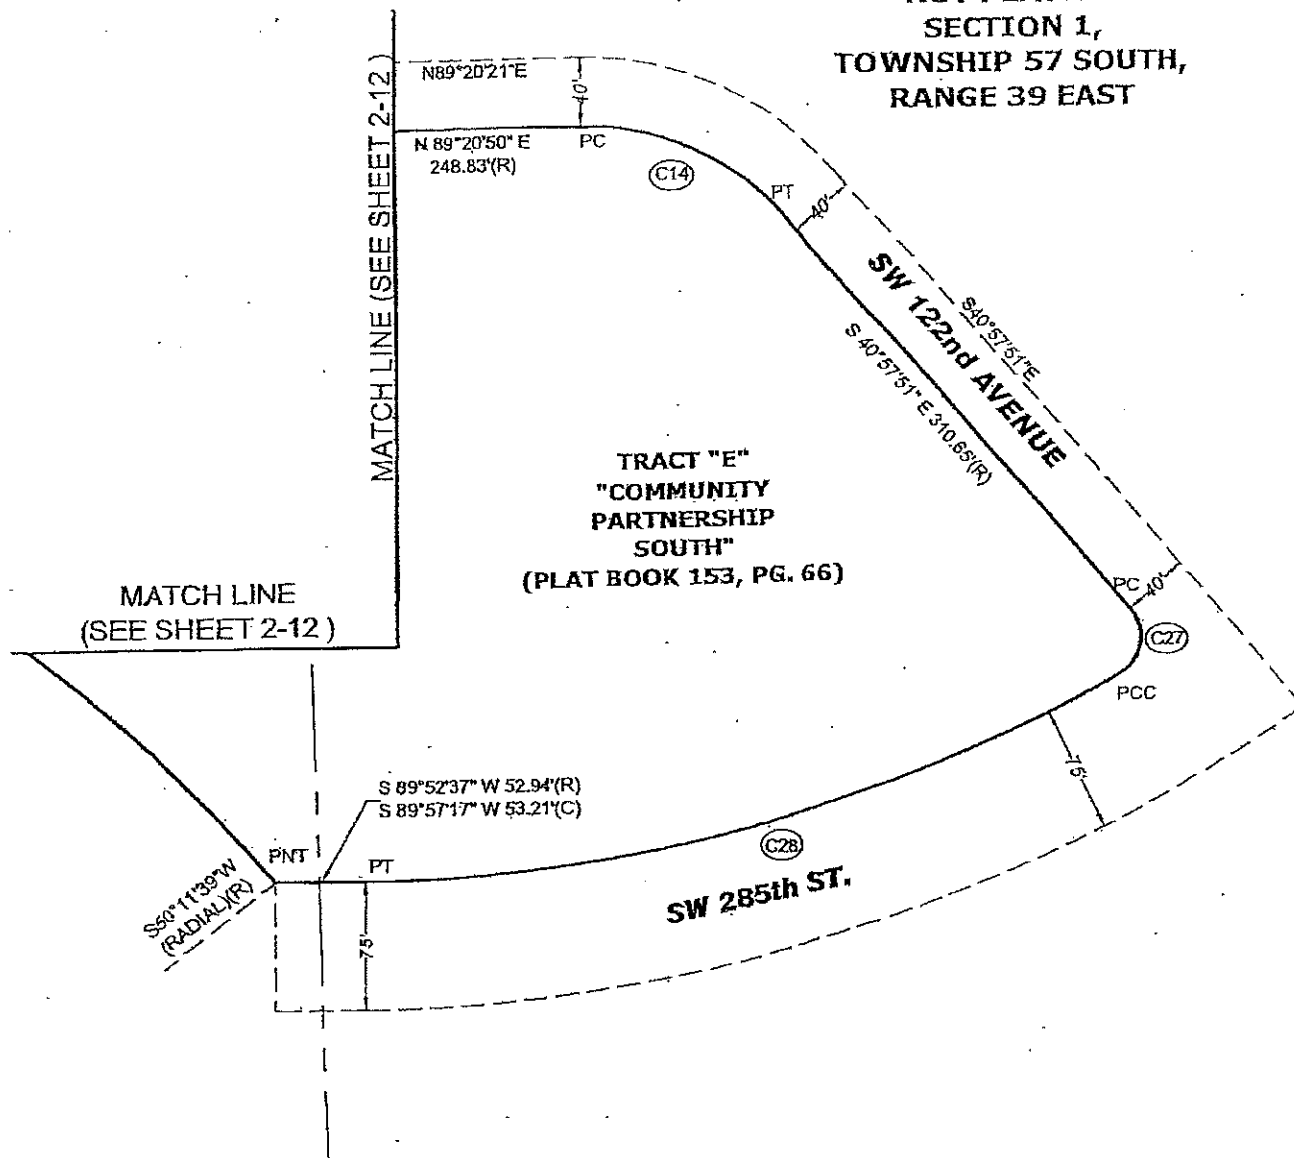 SECTION 1,
TOWNSHIP 57 SOUTH,
RANGE 39 EAST
MATCH LINE (SEE SHEET 2-12 )
N89°20'21"E
40'
N 89°20'50" E
248.83'(R)
PC
C14
PT
40'
SW 122nd AVENUE
S40°57'51"E
S 40°57'51" E 310.65'(R)
TRACT "E"
"COMMUNITY
PARTNERSHIP
SOUTH"
(PLAT BOOK 153, PG. 66)
MATCH LINE
(SEE SHEET 2-12 )
PC
40'
C27
PCC
75'
S 89°52'37" W 52.94'(R)
S 89°57'17" W 53.21'(C)
PNT
PT
C28
SW 285th ST.
S50°11'39"W
(RADIAL)(R)
75'